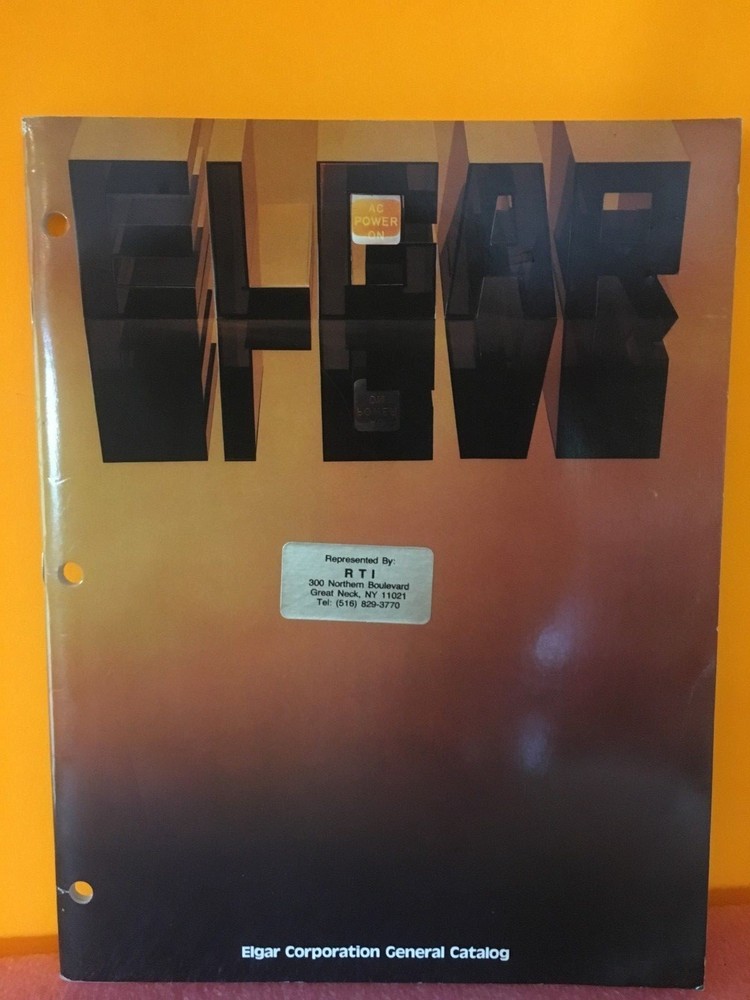 ELGAR
AC
POWER
ON
Represented By:
R T I
300 Northern Boulevard
Great Neck, NY 11021
Tel: (516) 829-3770
Elgar Corporation General Catalog